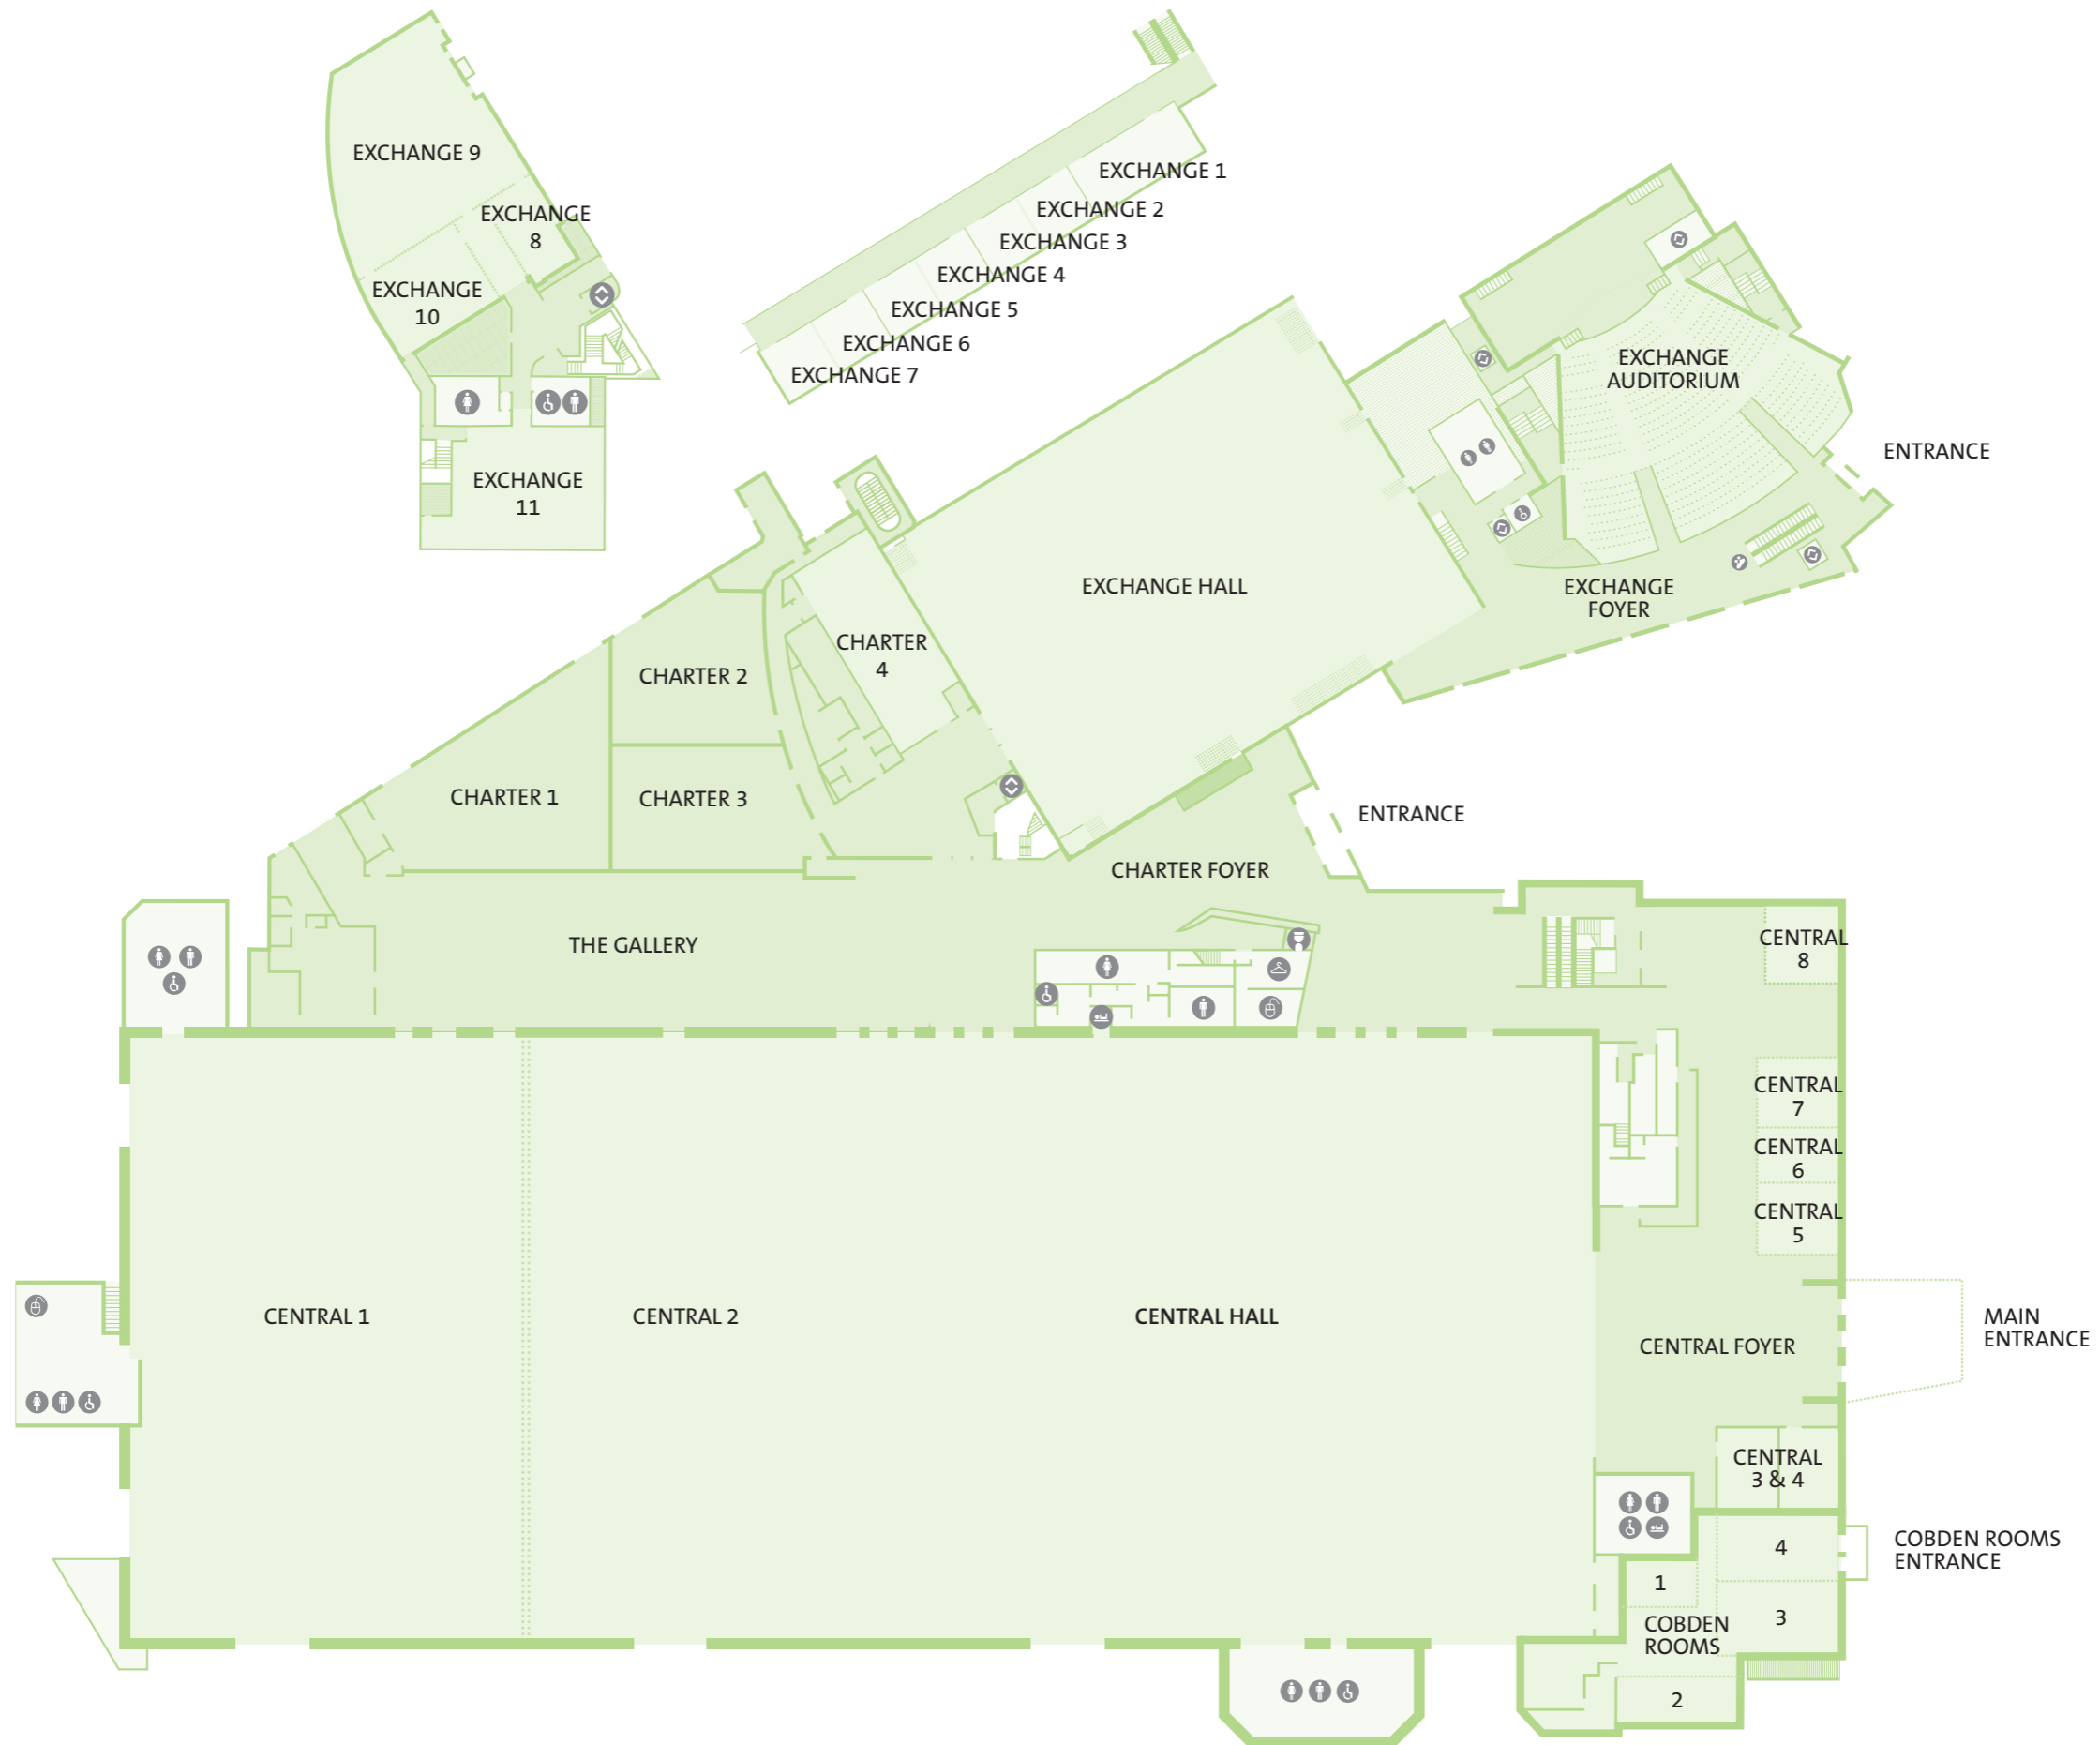 EXCHANGE 9
EXCHANGE
8
EXCHANGE
10
EXCHANGE
11
EXCHANGE 1
EXCHANGE 2
EXCHANGE 3
EXCHANGE 4
EXCHANGE 5
EXCHANGE 6
EXCHANGE 7
EXCHANGE
AUDITORIUM
ENTRANCE
EXCHANGE HALL
EXCHANGE
FOYER
CHARTER
4
CHARTER 2
CHARTER 1
CHARTER 3
ENTRANCE
CHARTER FOYER
THE GALLERY
CENTRAL
8
CENTRAL
7
CENTRAL
6
CENTRAL
5
CENTRAL 1
CENTRAL 2
CENTRAL HALL
CENTRAL FOYER
MAIN
ENTRANCE
CENTRAL
3 & 4
COBDEN ROOMS
ENTRANCE
4
1
3
COBDEN
ROOMS
2